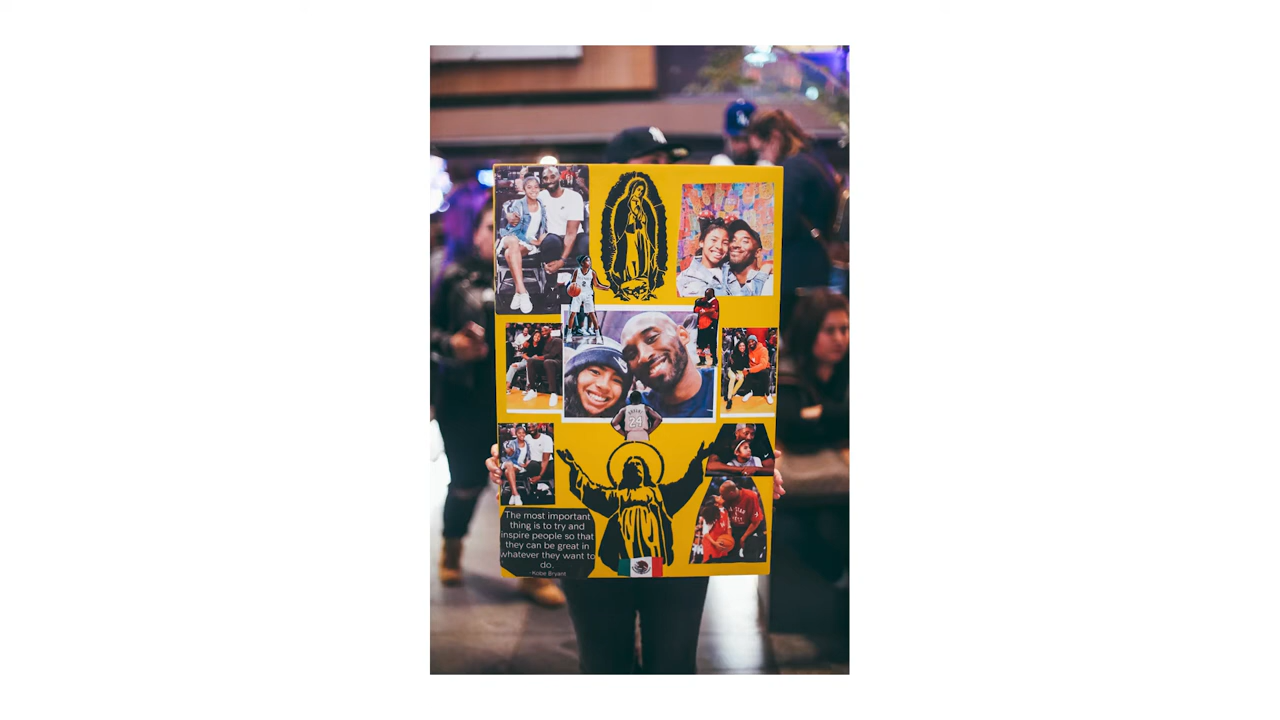 24
The most important
thing is to try and
inspire people so that
they can be great in
whatever they want to
do.
-Kobe Bryant